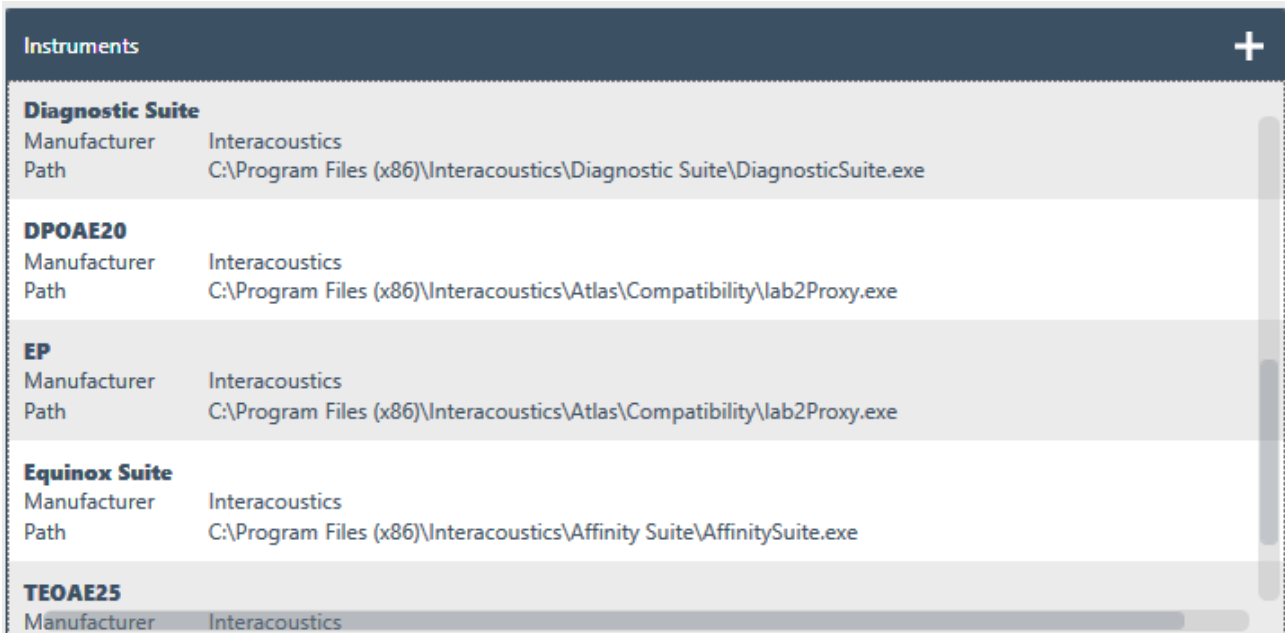 Instruments
Diagnostic Suite
Manufacturer Interacoustics
Path C:\Program Files (x86)\Interacoustics\Diagnostic Suite\DiagnosticSuite.exe
DPOAE20
Manufacturer Interacoustics
Path C:\Program Files (x86)\Interacoustics\Atlas\Compatibility\Iab2Proxy.exe
EP
Manufacturer Interacoustics
Path C:\Program Files (x86)\Interacoustics\Atlas\Compatibility\Iab2Proxy.exe
Equinox Suite
Manufacturer Interacoustics
Path C:\Program Files (x86)\Interacoustics\Affinity Suite\AffinitySuite.exe
TEOAE25
Manufacturer Interacoustics